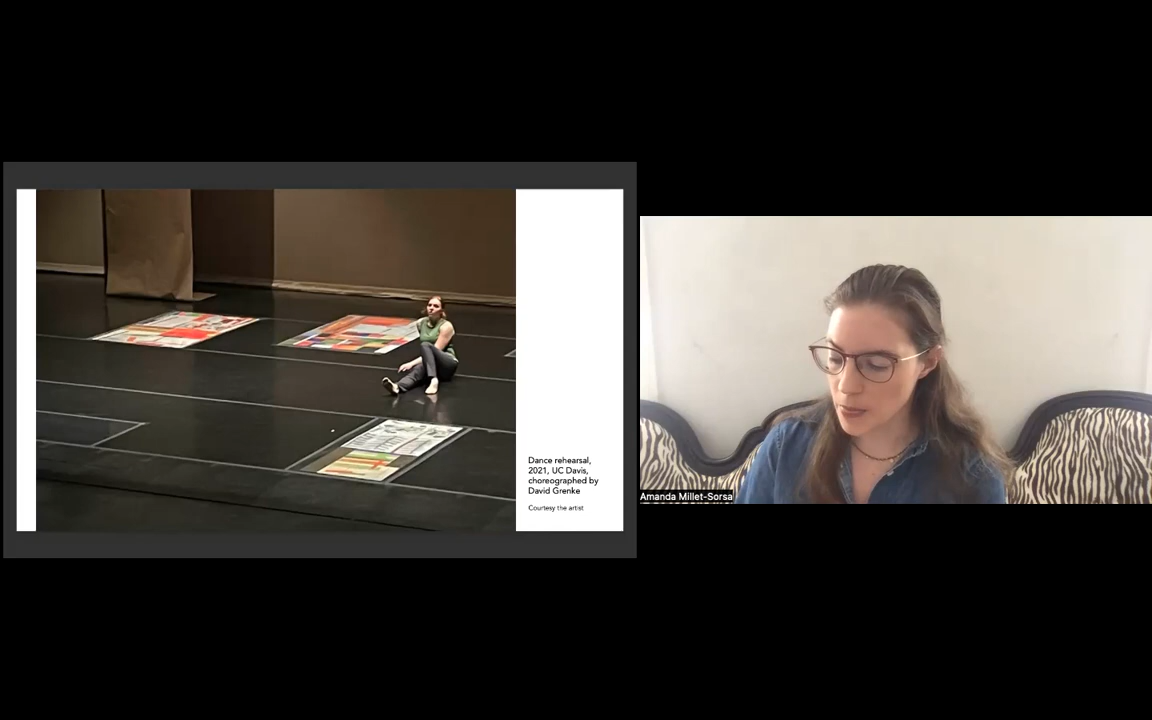 Dance rehearsal,
2021, UC Davis,
choreographed by
David Grenke
Courtesy the artist
Amanda Millet-Sorsa